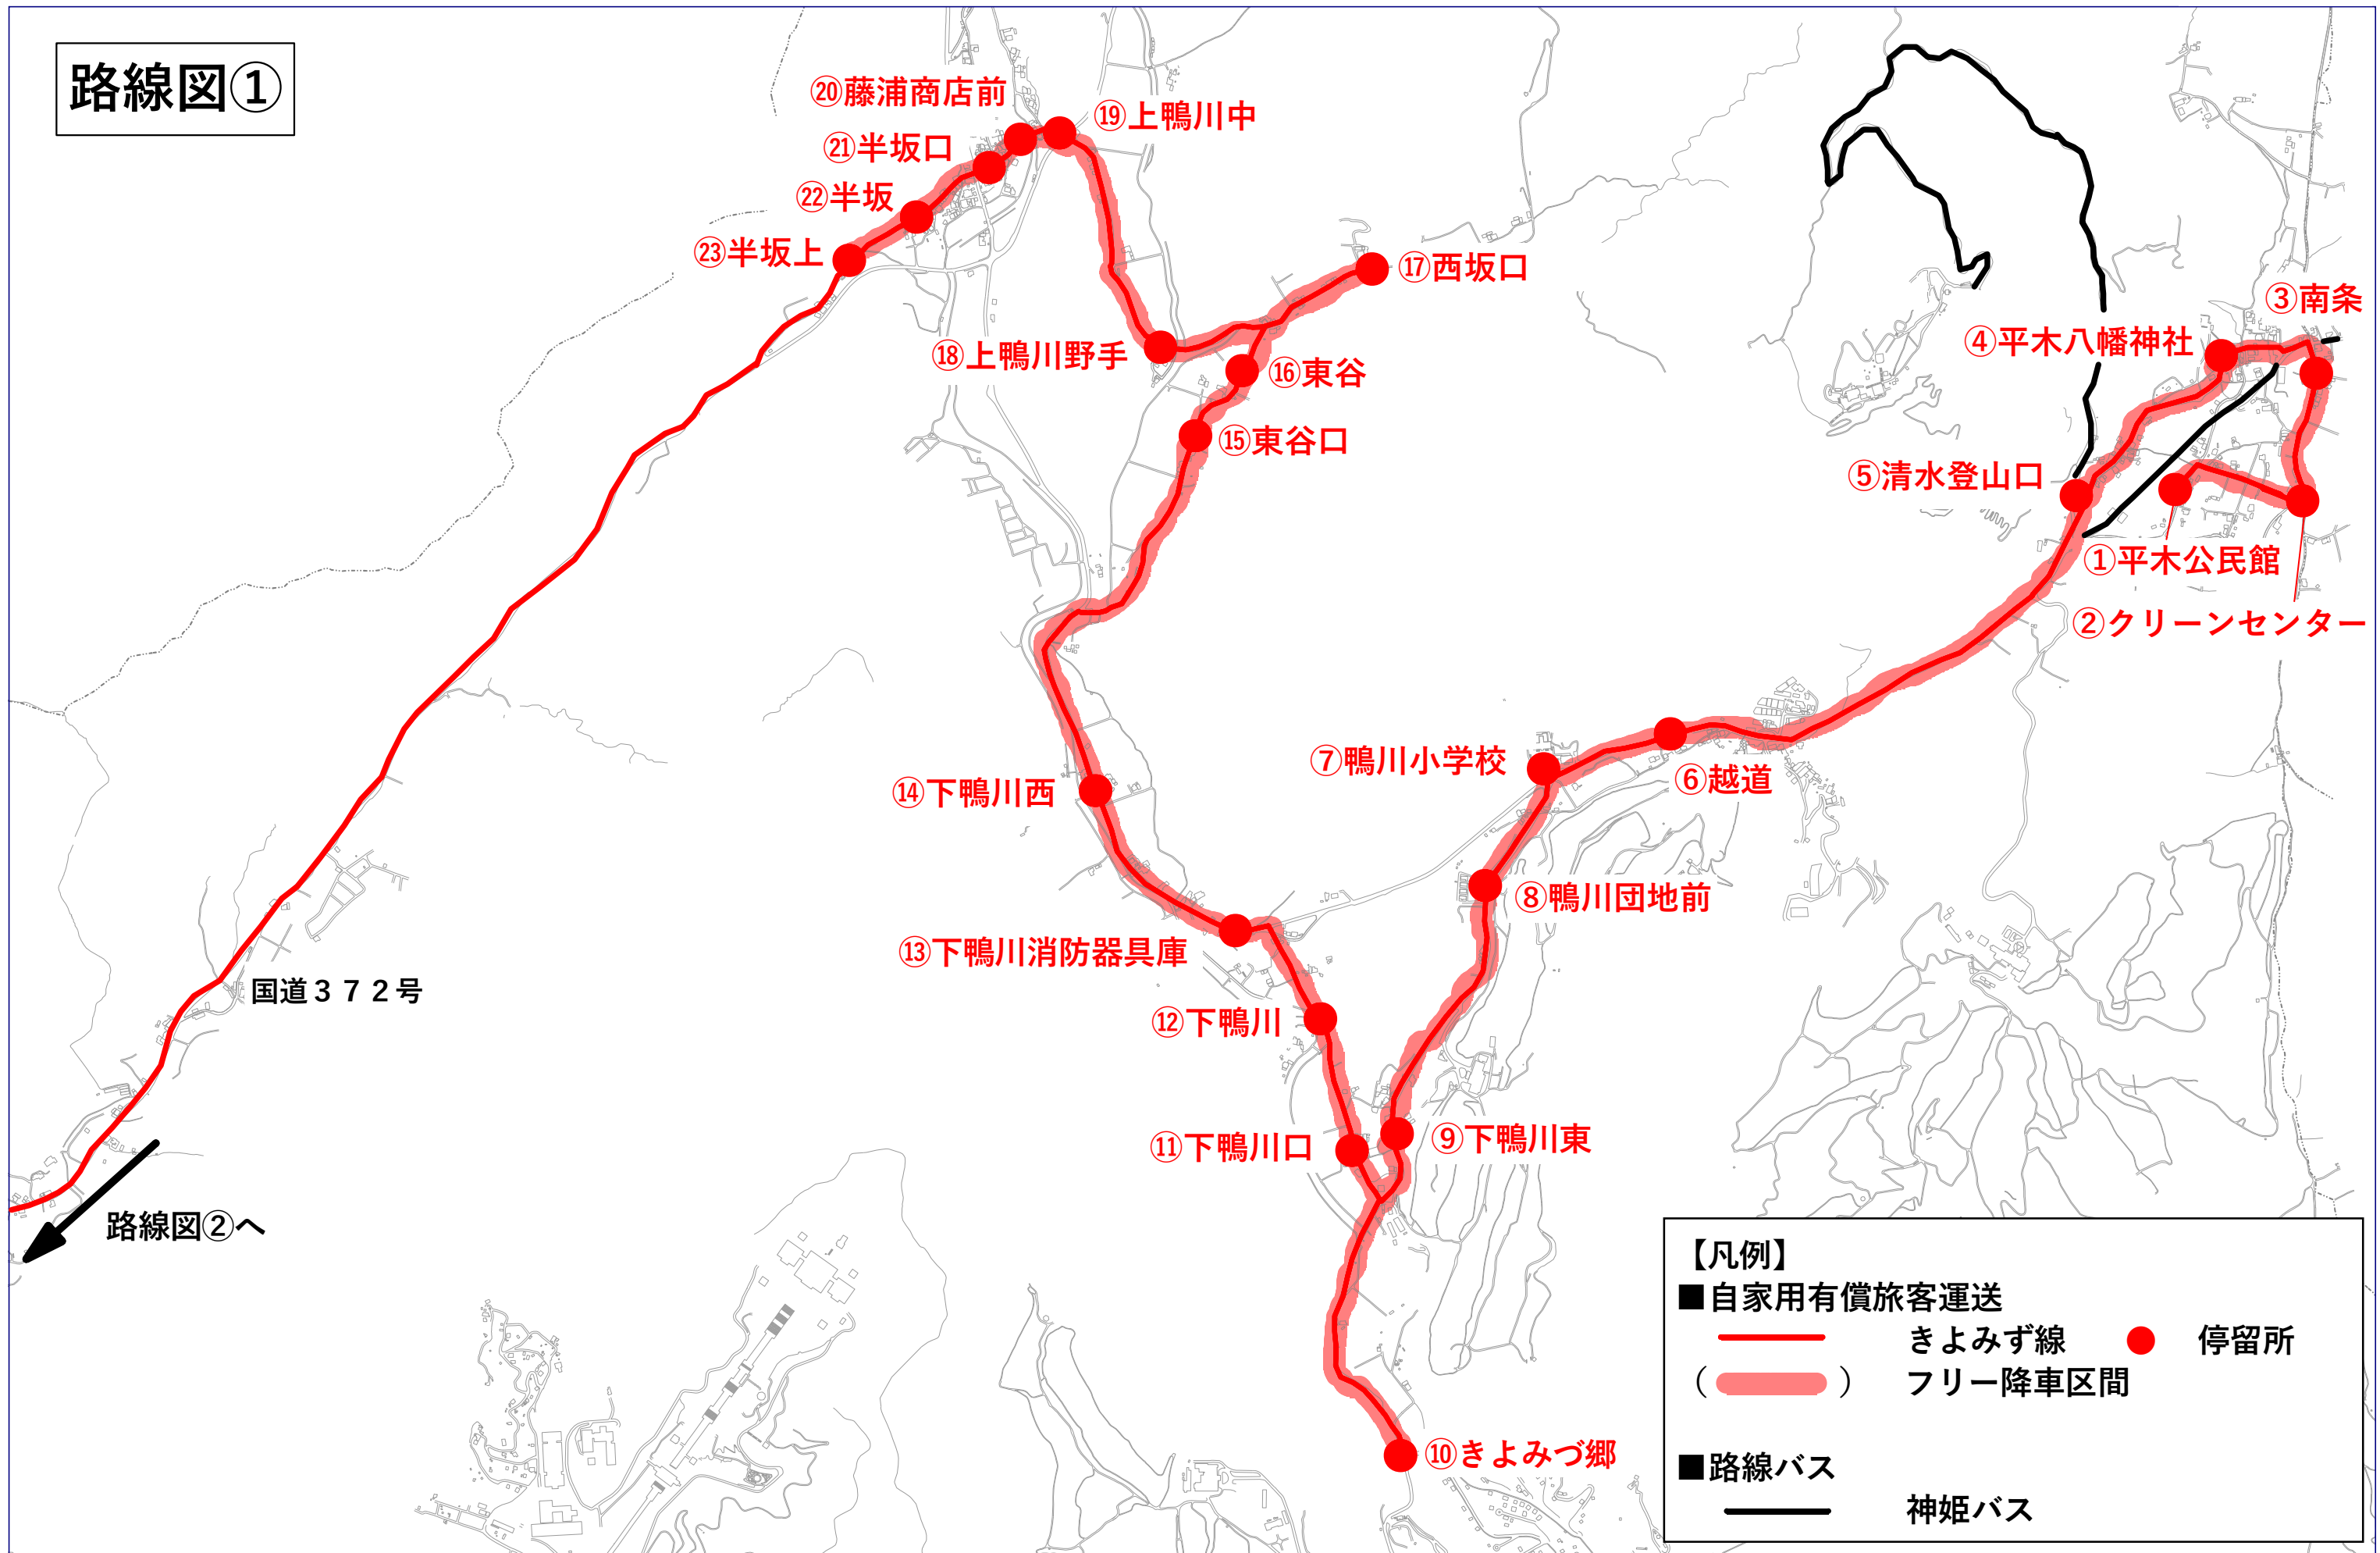 路線図①
⑳藤浦商店前
⑲上鴨川中
㉑半坂口
㉒半坂
㉓半坂上
⑰西坂口
⑱上鴨川野手
⑯東谷
⑮東谷口
③南条
④平木八幡神社
⑤清水登山口
①平木公民館
②クリーンセンター
⑦鴨川小学校
⑥越道
⑭下鴨川西
⑧鴨川団地前
⑬下鴨川消防器具庫
国道372号
⑫下鴨川
⑪下鴨川口
⑨下鴨川東
路線図②へ
⑩きよみづ郷
【凡例】
■自家用有償旅客運送
きよみず線 停留所
( ) フリー降車区間
■路線バス
神姫バス